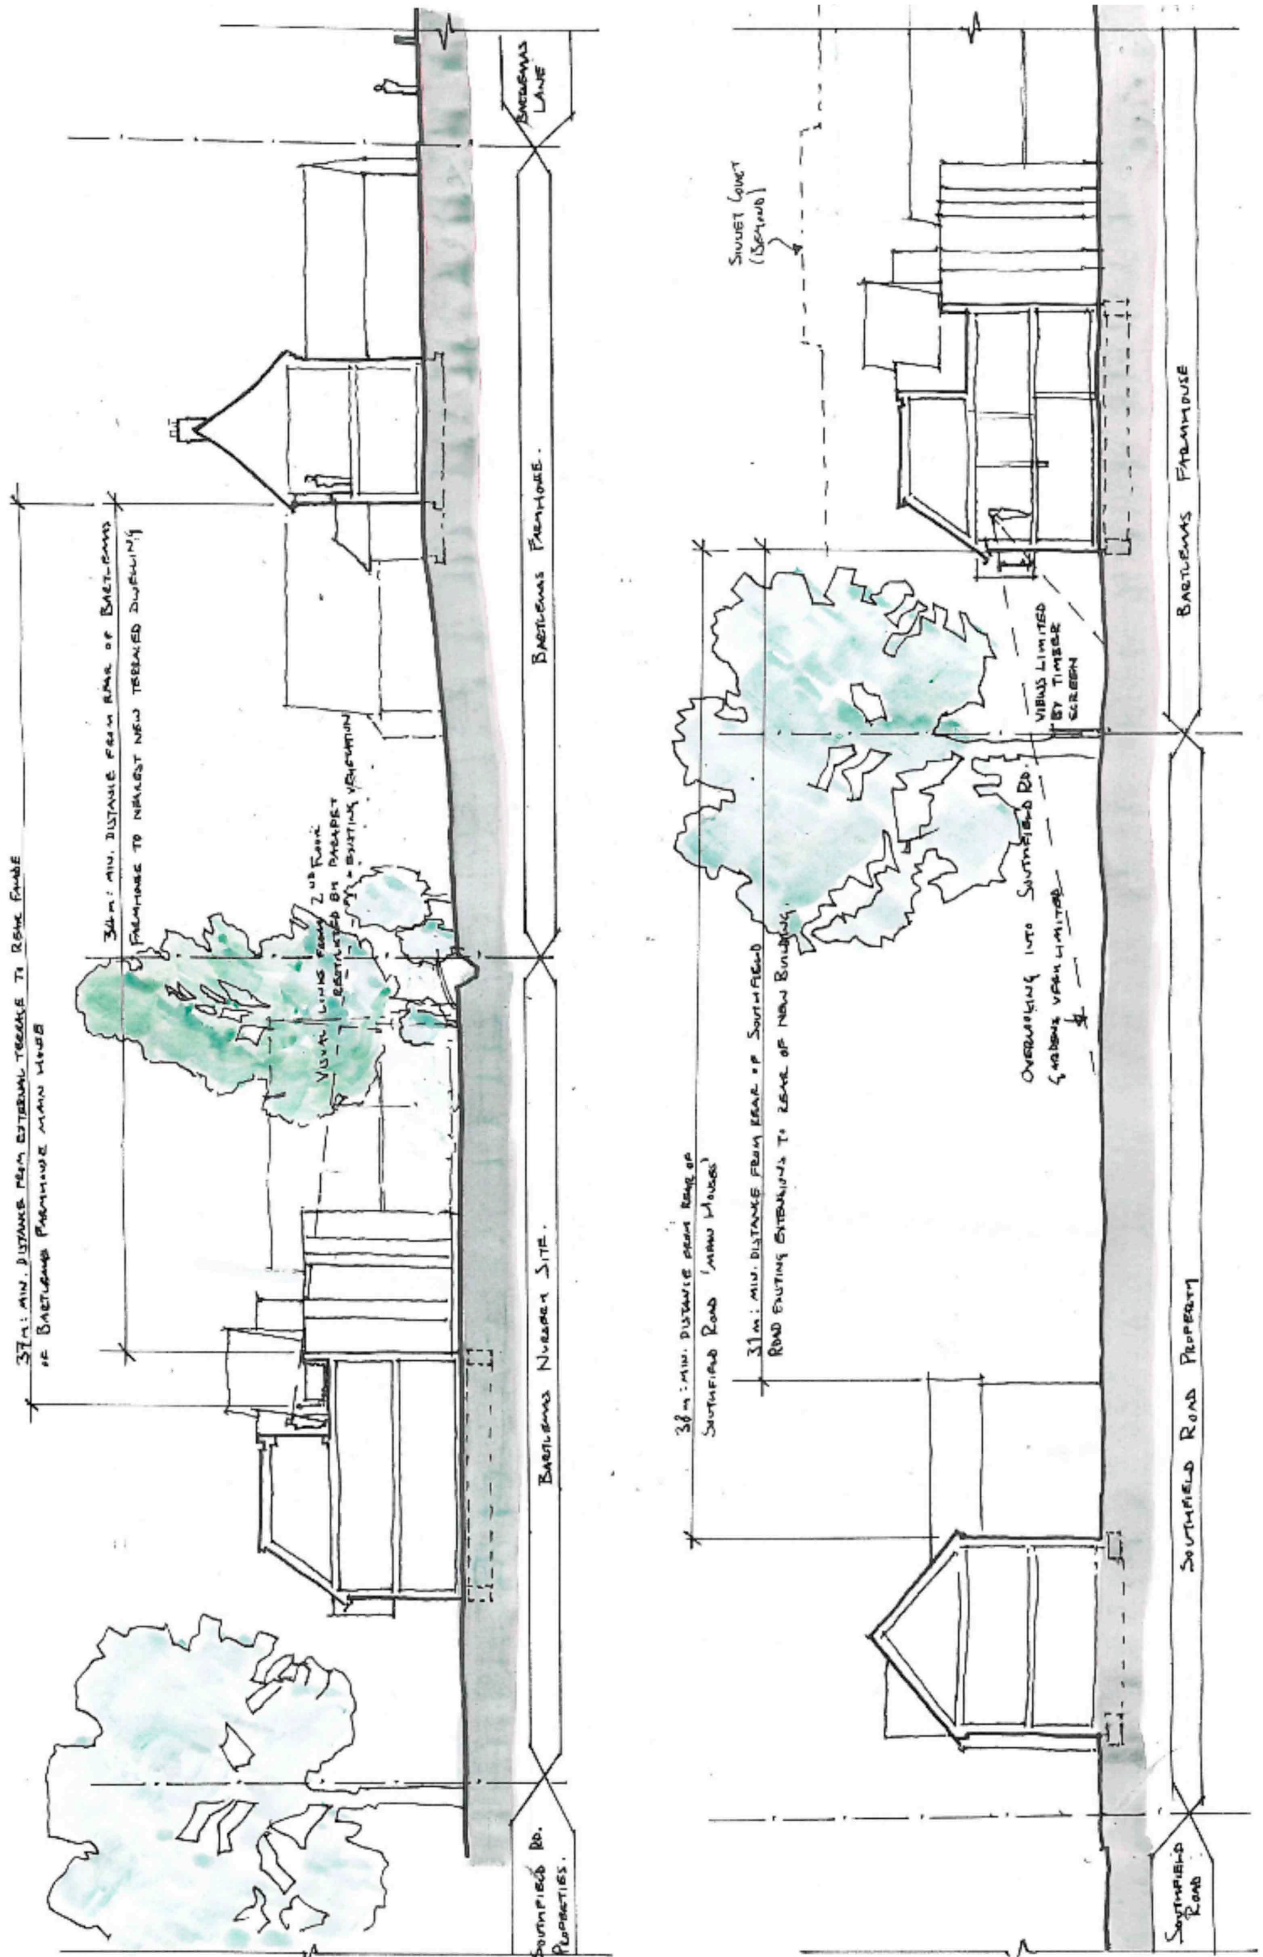 37m: MIN. DISTANCE FROM EXTERNAL TERRACE TO REAR FACADE
OF BARTLEMAS FARMHOUSE MAIN HOUSE
34m: MIN. DISTANCE FROM REAR OF BARTLEMAS
FARMHOUSE TO NEAREST NEW TERRACED DWELLING
VISUAL LINKS FROM 2ND FLOOR
RESTRICTED BY PARAPET
EXISTING VEGETATION
SOUTHFIELD RD.
PROPERTIES.
BARTLEMAS NURSERY SITE.
BARTLEMAS FARMHOUSE.
BARTLEMAS
LANE
38m: MIN. DISTANCE FROM REAR OF
SOUTHFIELD ROAD 'MAIN HOUSES'
31m: MIN. DISTANCE FROM REAR OF SOUTHFIELD
ROAD EXISTING EXTENSIONS TO REAR OF NEW BUILDING.
OVERLOOKING INTO SOUTHFIELD RD.
GARDENS VERY LIMITED
VIEWS LIMITED
BY TIMBER
SCREEN
COURT
(BEHIND)
SOUTHFIELD
ROAD
SOUTHFIELD ROAD PROPERTY
BARTLEMAS FARMHOUSE